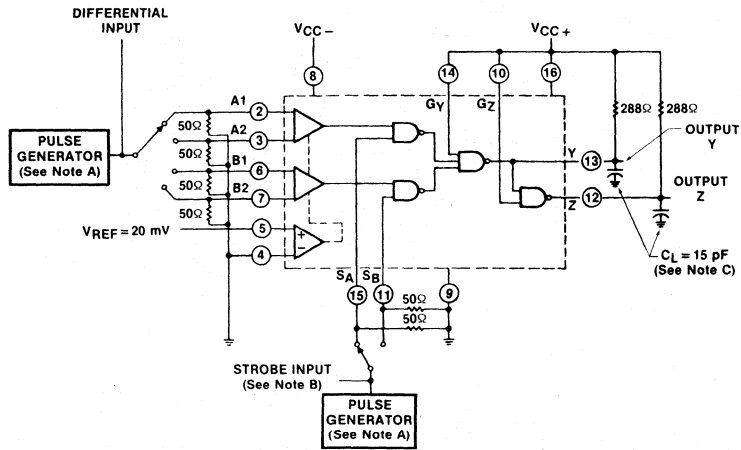 DIFFERENTIAL
INPUT
VCC-
VCC+
8
14
10
16
A1
2
50Ω
GY
GZ
288Ω
288Ω
A2
3
PULSE
GENERATOR
(See Note A)
50Ω
B1
6
50Ω
B2
7
50Ω
Y
13
OUTPUT
Y
OUTPUT
Z
Z
12
VREF = 20 mV
5
+
-
4
CL = 15 pF
(See Note C)
SA
SB
15
11
9
50Ω
50Ω
STROBE INPUT
(See Note B)
PULSE
GENERATOR
(See Note A)